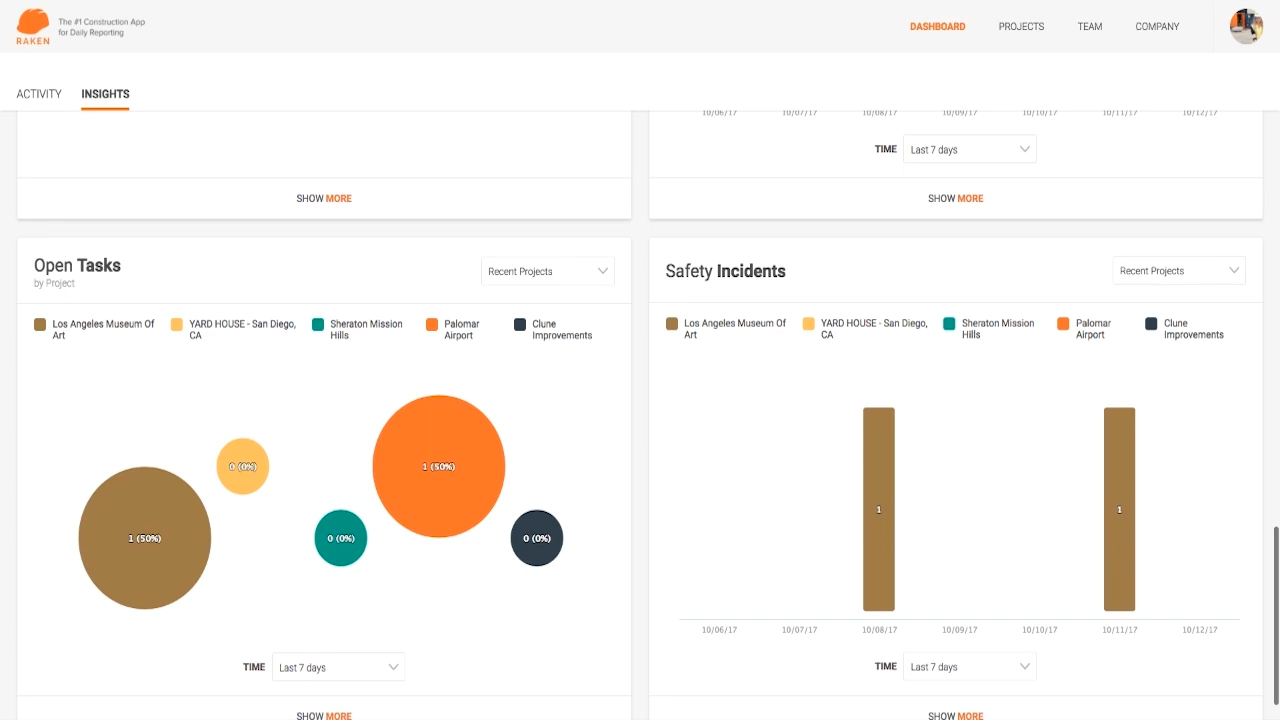 The #1 Construction App
for Daily Reporting
RAKEN
DASHBOARD
PROJECTS
TEAM
COMPANY
ACTIVITY
INSIGHTS
10/06/17
10/07/17
10/08/17
10/09/17
10/10/17
10/11/17
10/12/17
TIME
Last 7 days
SHOW MORE
SHOW MORE
Open Tasks
by Project
Recent Projects
Los Angeles Museum Of
Art
YARD HOUSE - San Diego,
CA
Sheraton Mission
Hills
Palomar
Airport
Clune
Improvements
1 (50%)
0 (0%)
0 (0%)
1 (50%)
0 (0%)
TIME
Last 7 days
SHOW MORE
Safety Incidents
Recent Projects
Los Angeles Museum Of
Art
YARD HOUSE - San Diego,
CA
Sheraton Mission
Hills
Palomar
Airport
Clune
Improvements
1
1
10/06/17
10/07/17
10/08/17
10/09/17
10/10/17
10/11/17
10/12/17
TIME
Last 7 days
SHOW MORE